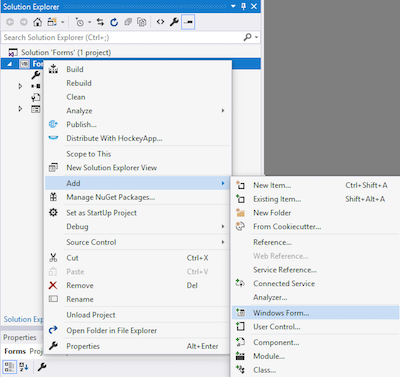 Solution Explorer
Search Solution Explorer (Ctrl+;)
Solution 'Forms' (1 project)
Build
Rebuild
Clean
Analyze
Publish...
Distribute With HockeyApp...
Scope to This
New Solution Explorer View
Add
Manage NuGet Packages...
Set as StartUp Project
Debug
Source Control
Cut Ctrl+X
Paste Ctrl+V
Remove Del
Rename
Unload Project
Open Folder in File Explorer
Properties Alt+Enter
New Item... Ctrl+Shift+A
Existing Item... Shift+Alt+A
New Folder
From Cookiecutter...
Reference...
Web Reference...
Service Reference...
Connected Service
Analyzer...
Windows Form...
User Control...
Component...
Module...
Class...
Solution Explo
Properties
Forms